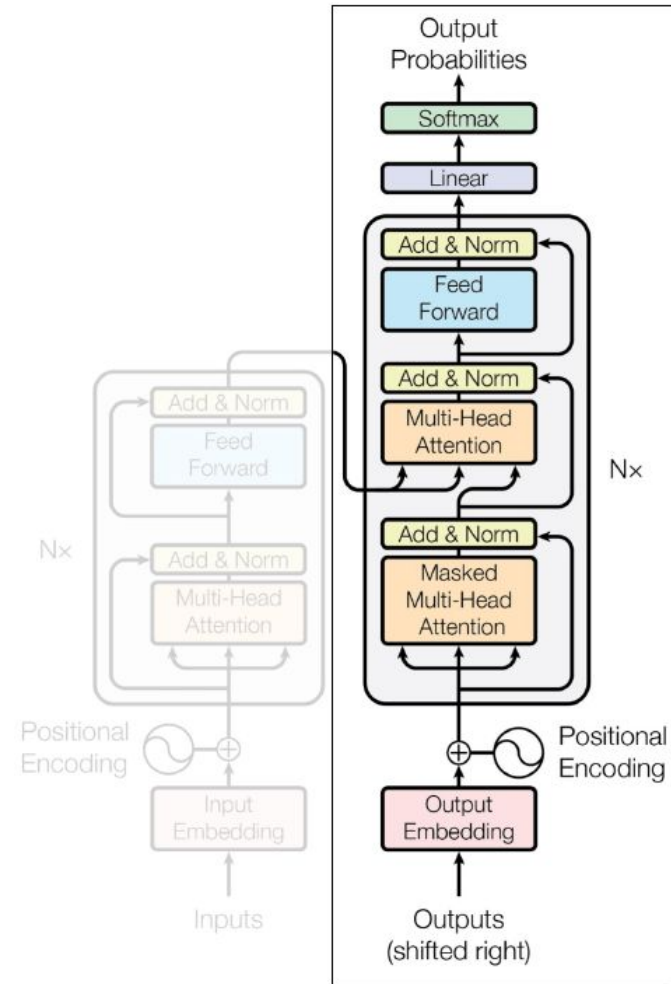 Output
Probabilities
Softmax
Linear
Add & Norm
Feed
Forward
Add & Norm
Multi-Head
Attention
Nx
Add & Norm
Masked
Multi-Head
Attention
Positional
Encoding
Output
Embedding
Outputs
(shifted right)
Add & Norm
Feed
Forward
Nx
Add & Norm
Multi-Head
Attention
Positional
Encoding
Input
Embedding
Inputs